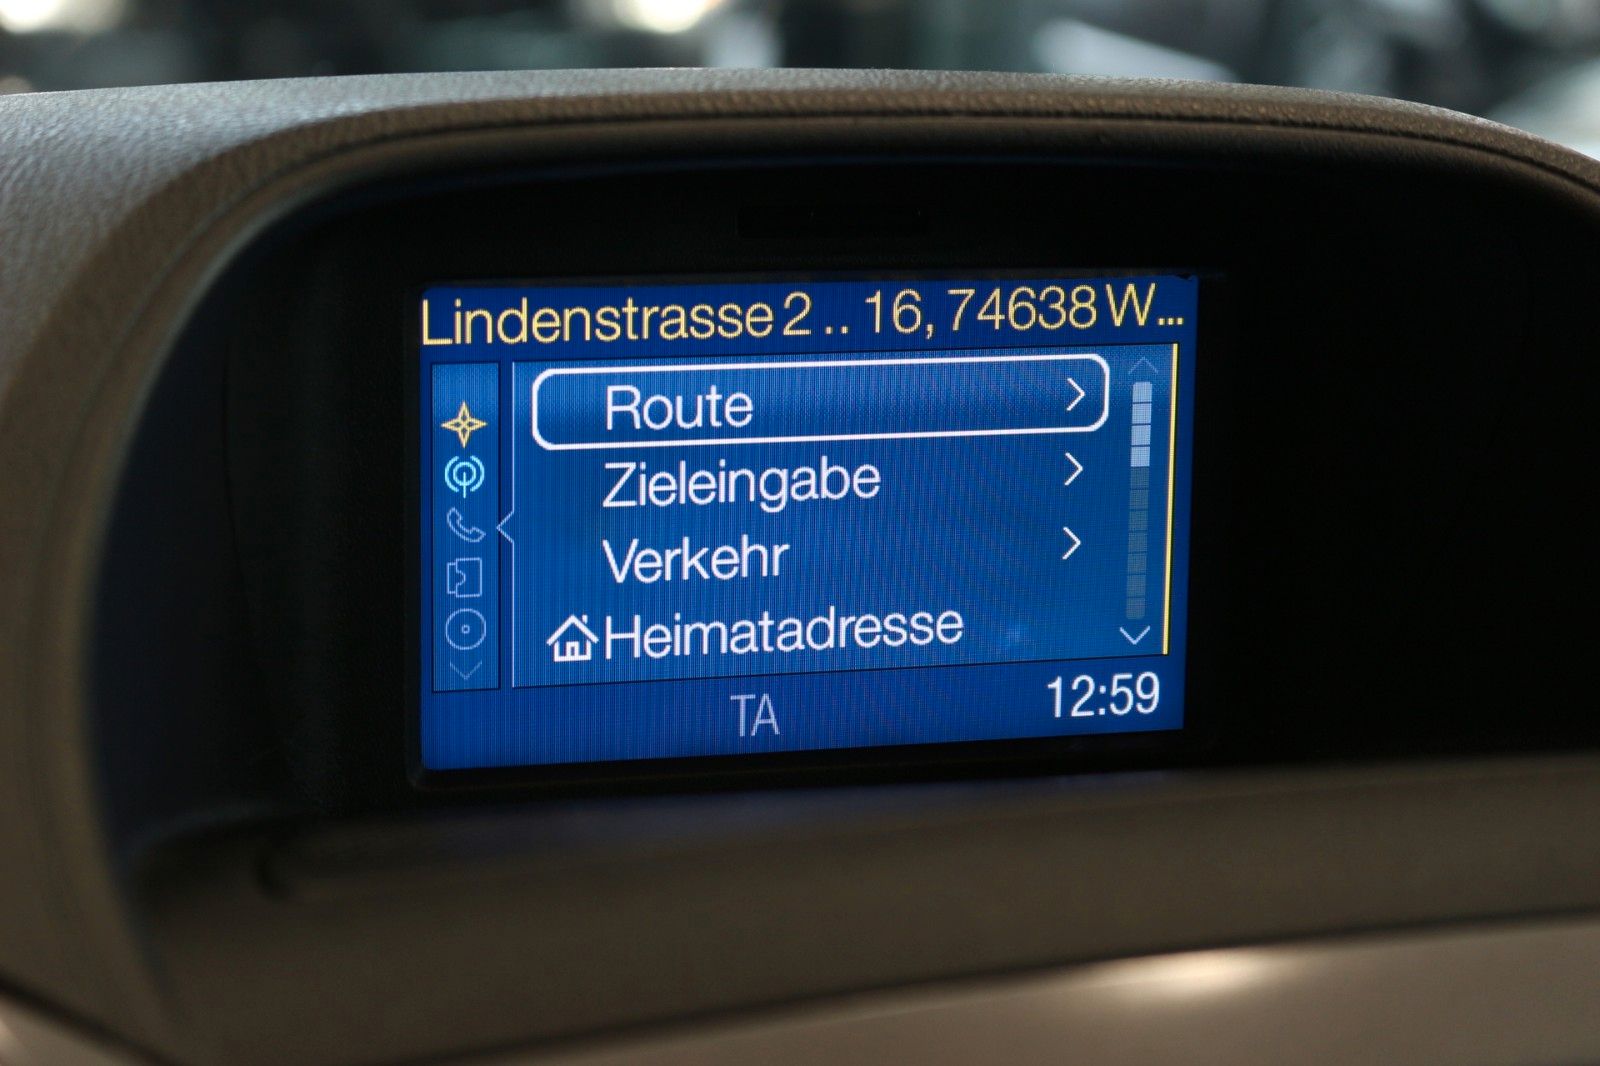 Lindenstrasse 2 .. 16, 74638 W...
Route
Zieleingabe
Verkehr
Heimatadresse
TA
12:59